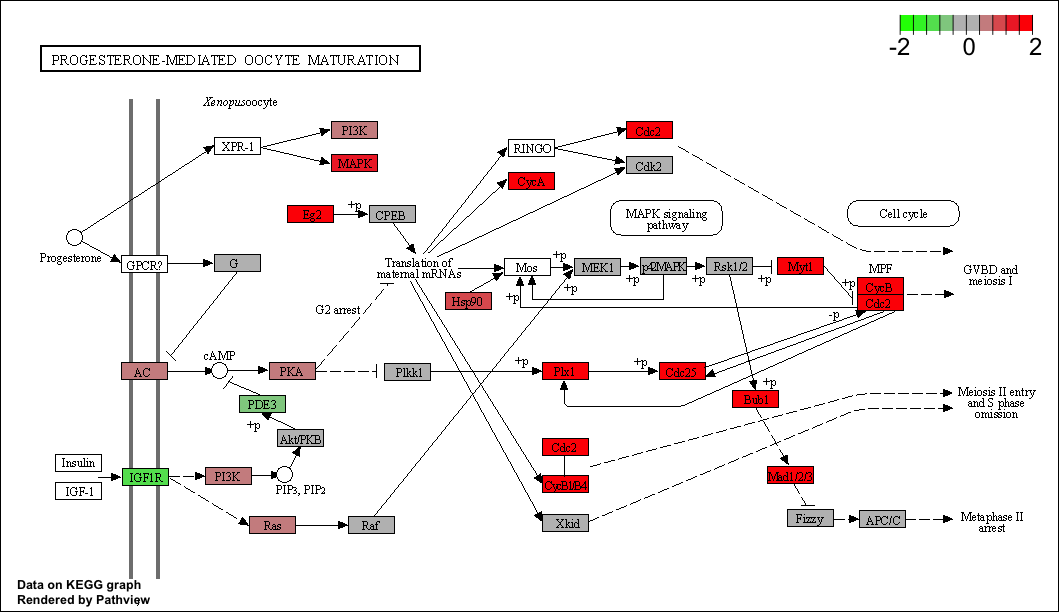 -2 0 2
PROGESTERONE-MEDIATED OOCYTE MATURATION
Xenopusoocyte
PI3K
XPR-1
MAPK
RINGO
Cdc2
Cdk2
CycA
Eg2
+p
CPEB
MAPK signaling
pathway
Cell cycle
Progesterone
GPCR?
G
Translation of
maternal mRNAs
Mos
+p
MEK1
+p
p42MAPK
+p
Rsk1/2
+p
Myt1
+p
MPF
CycB
Cdc2
GVBD and
meiosis I
Hsp90
+p
+p
-p
G2 arrest
cAMP
AC
PKA
Plkk1
+p
Plx1
+p
Cdc25
+p
Bub1
PDE3
+p
Akt/PKB
Meiosis II entry
and S phase
omission
Cdc2
CycB1/B4
Insulin
IGF-1
IGF1R
PI3K
PIP3, PIP2
Mad1/2/3
Ras
Raf
Xkid
Fizzy
APC/C
Metaphase II
arrest
Data on KEGG graph
Rendered by Pathview